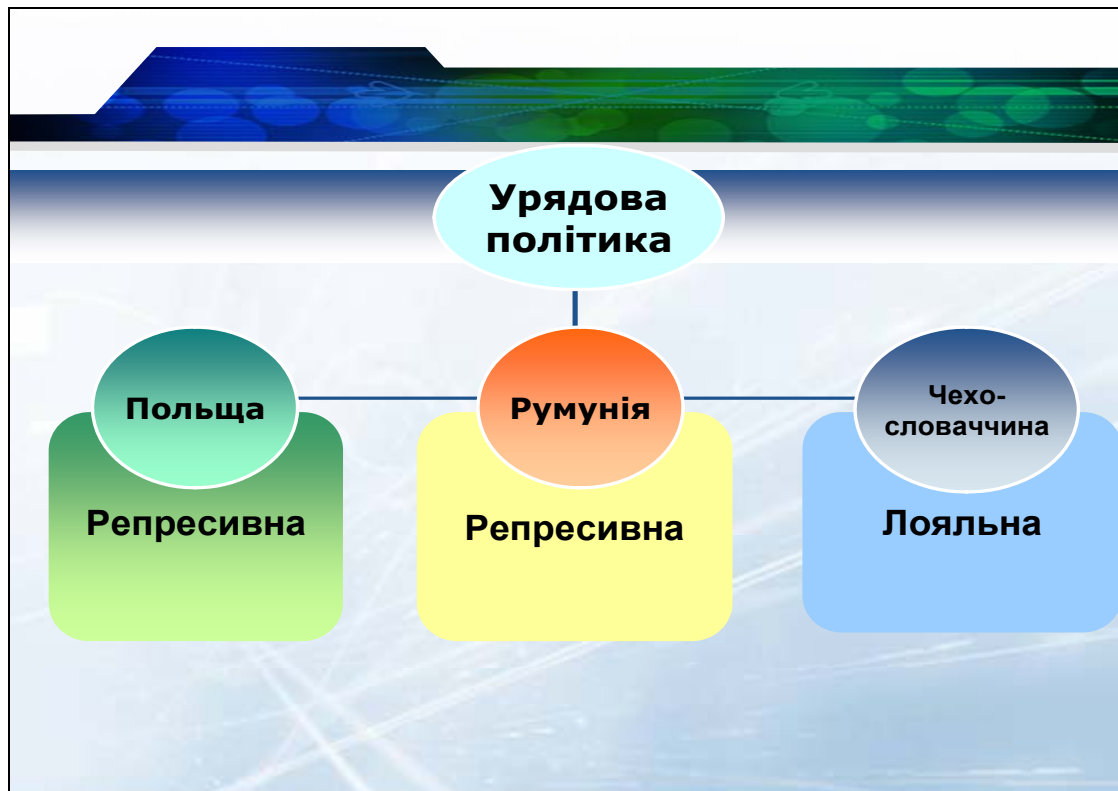 Урядова
політика
Польща
Румунія
Чехо-
словаччина
Репресивна
Репресивна
Лояльна